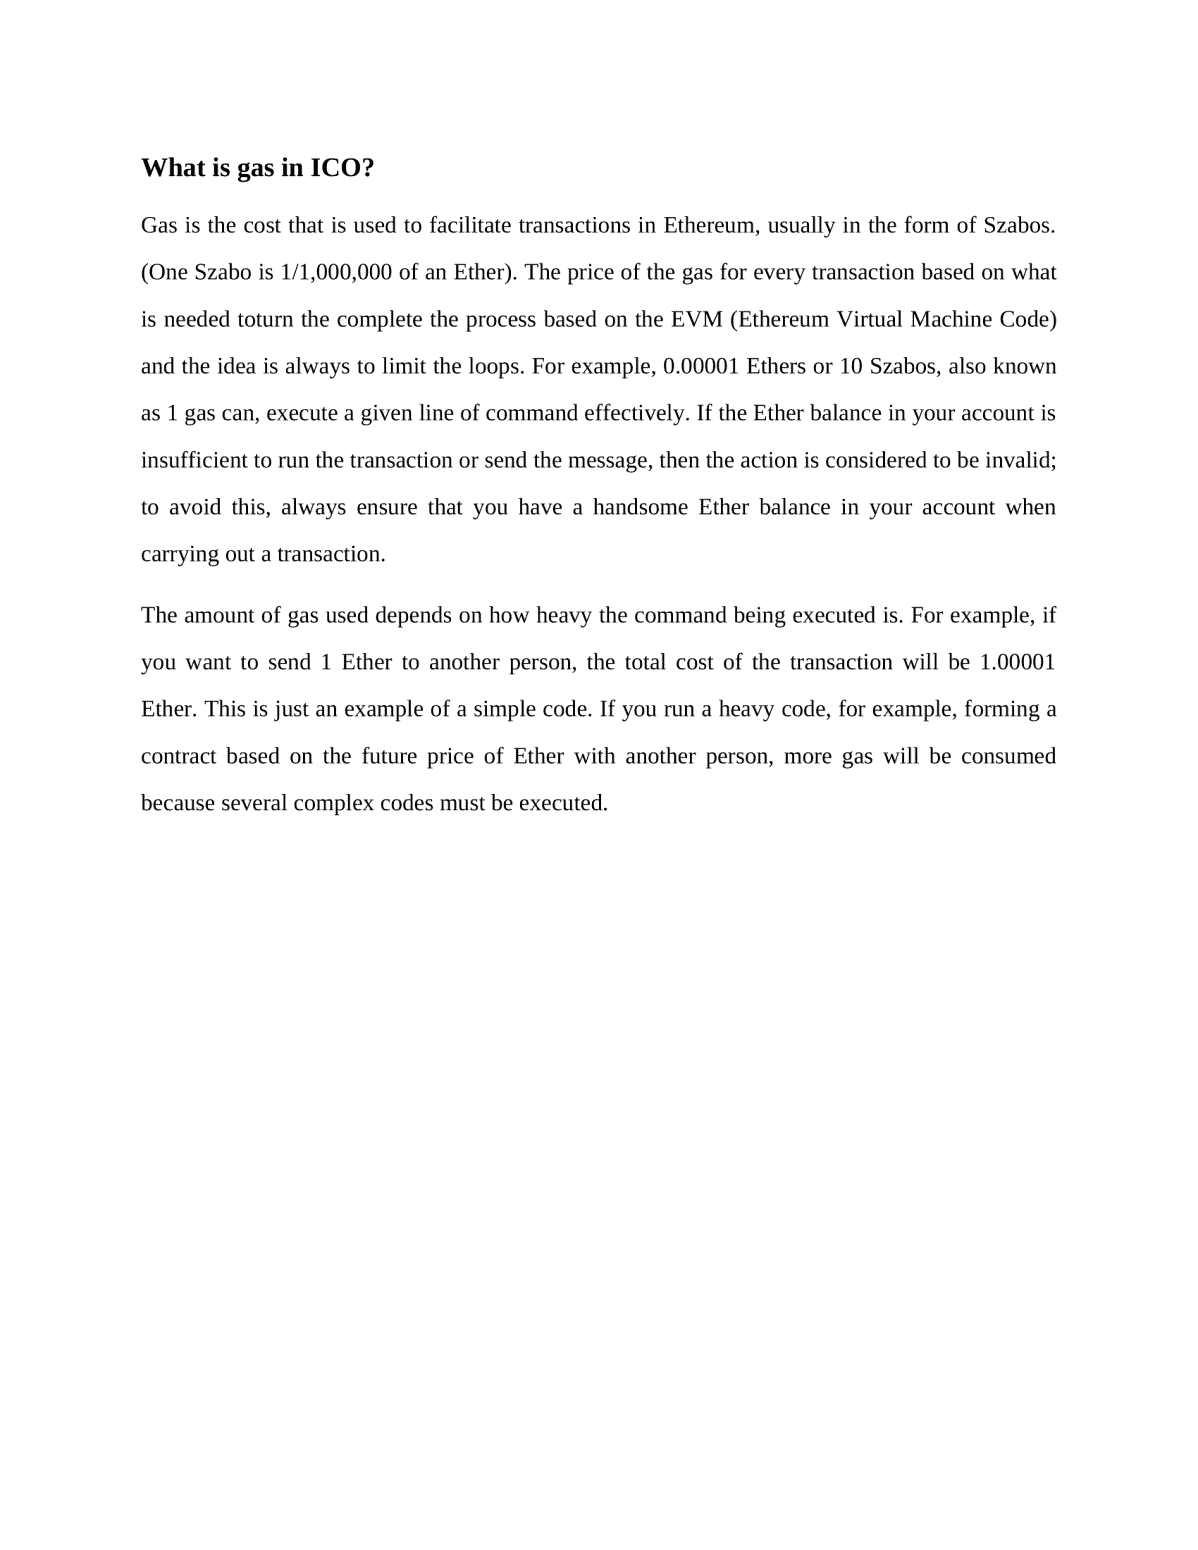 What is gas in ICO?
Gas is the cost that is used to facilitate transactions in Ethereum, usually in the form of Szabos.
(One Szabo is 1/1,000,000 of an Ether). The price of the gas for every transaction based on what
is needed toturn the complete the process based on the EVM (Ethereum Virtual Machine Code)
and the idea is always to limit the loops. For example, 0.00001 Ethers or 10 Szabos, also known
as 1 gas can, execute a given line of command effectively. If the Ether balance in your account is
insufficient to run the transaction or send the message, then the action is considered to be invalid;
to avoid this, always ensure that you have a handsome Ether balance in your account when
carrying out a transaction.
The amount of gas used depends on how heavy the command being executed is. For example, if
you want to send 1 Ether to another person, the total cost of the transaction will be 1.00001
Ether. This is just an example of a simple code. If you run a heavy code, for example, forming a
contract based on the future price of Ether with another person, more gas will be consumed
because several complex codes must be executed.